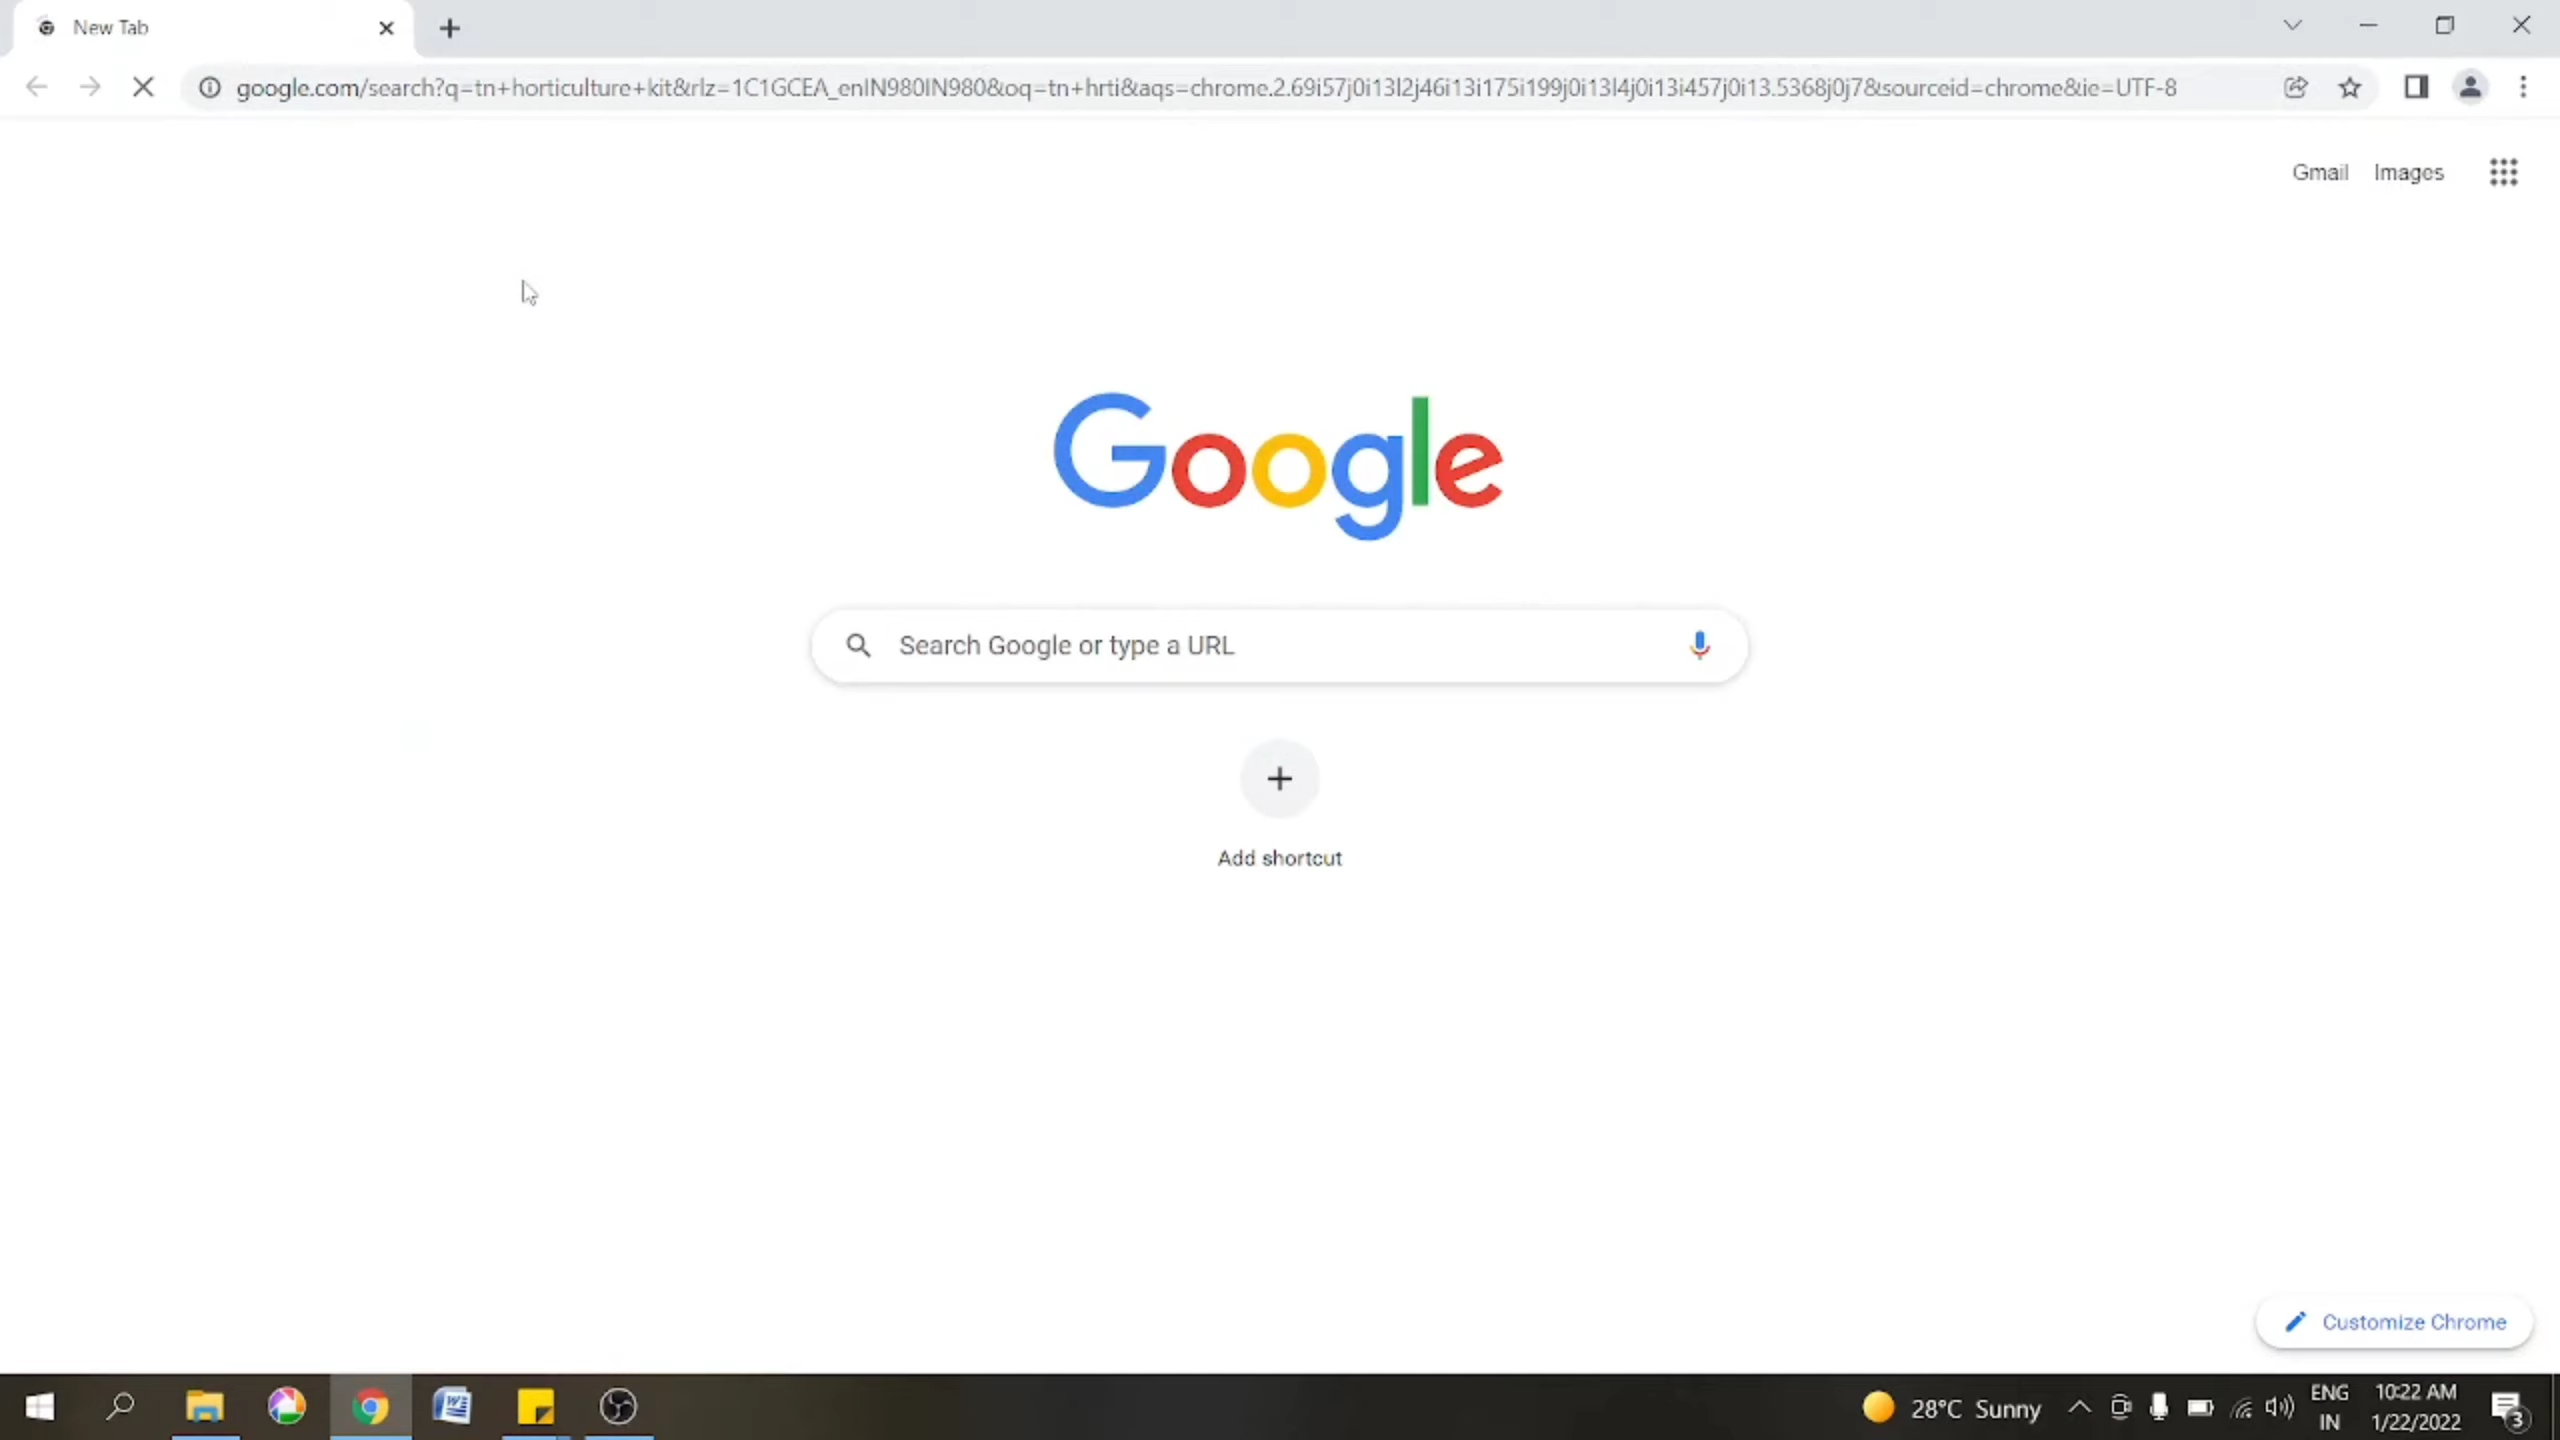 New Tab
google.com/search?q=tn+horticulture+kit&rlz=1C1GCEA_enIN980IN980&oq=tn+hrti&aqs=chrome.2.69i57j0i13l2j46i13i175i199j0i13l4j0i13i457j0i13.5368j0j7&sourceid=chrome&ie=UTF-8
Gmail Images
Google
Search Google or type a URL
Add shortcut
Customize Chrome
28°C Sunny
ENG
IN
10:22 AM
1/22/2022
3